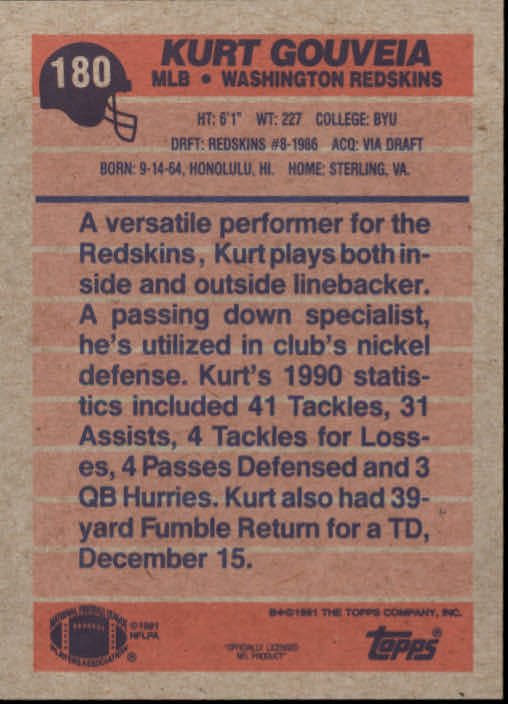 180
KURT GOUVEIA
MLB • WASHINGTON REDSKINS
HT: 6'1" WT: 227 COLLEGE: BYU
DRFT: REDSKINS #8-1986 ACQ: VIA DRAFT
BORN: 9-14-64, HONOLULU, HI. HOME: STERLING, VA.
A versatile performer for the
Redskins, Kurt plays both in-
side and outside linebacker.
A passing down specialist,
he's utilized in club's nickel
defense. Kurt's 1990 statis-
tics included 41 Tackles, 31
Assists, 4 Tackles for Loss-
es, 4 Passes Defensed and 3
QB Hurries. Kurt also had 39-
yard Fumble Return for a TD,
December 15.
NATIONAL FOOTBALL LEAGUE
PLAYERS ASSOCIATION ®
©1991
NFLPA
"OFFICIALLY LICENSED
NFL PRODUCT"
B*©1991 THE TOPPS COMPANY, INC.
topps®